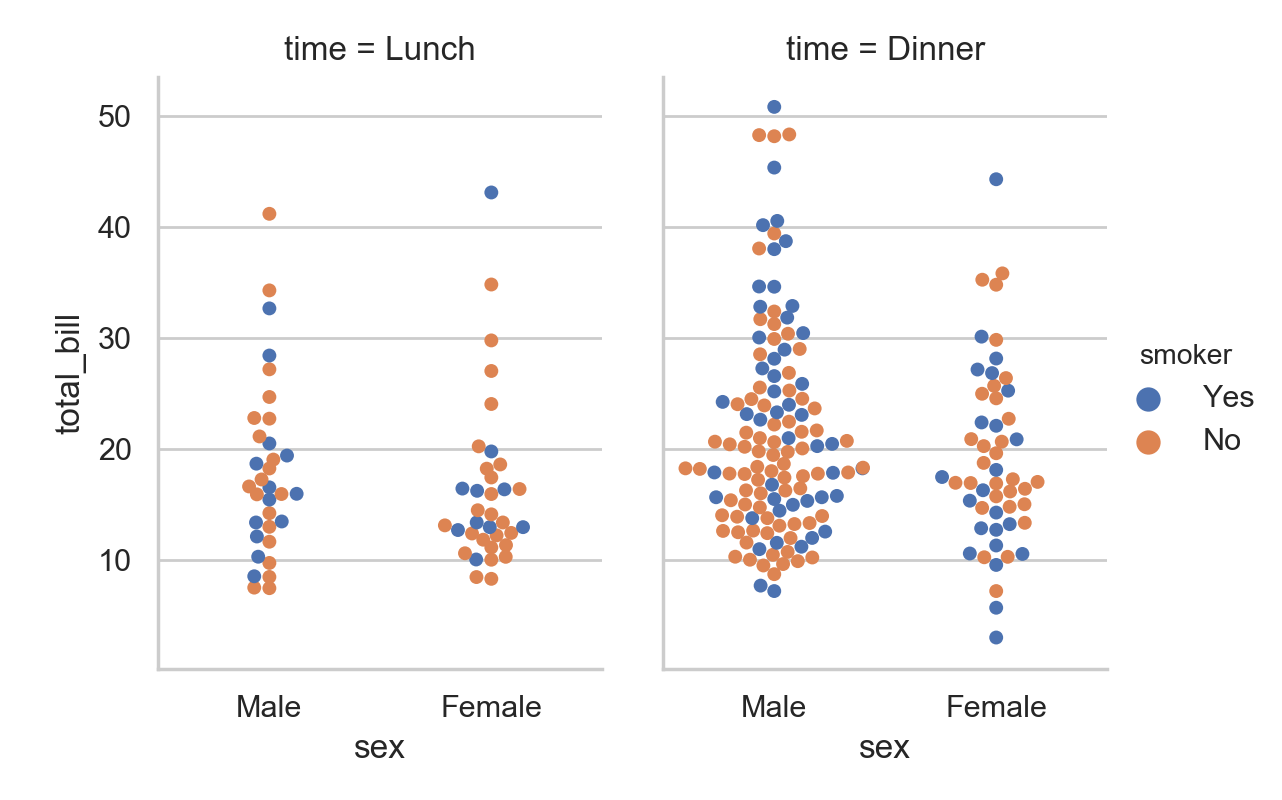 time = Lunch
time = Dinner
50
40
30
20
10
total_bill
Male
Female
sex
Male
Female
sex
smoker
Yes
No